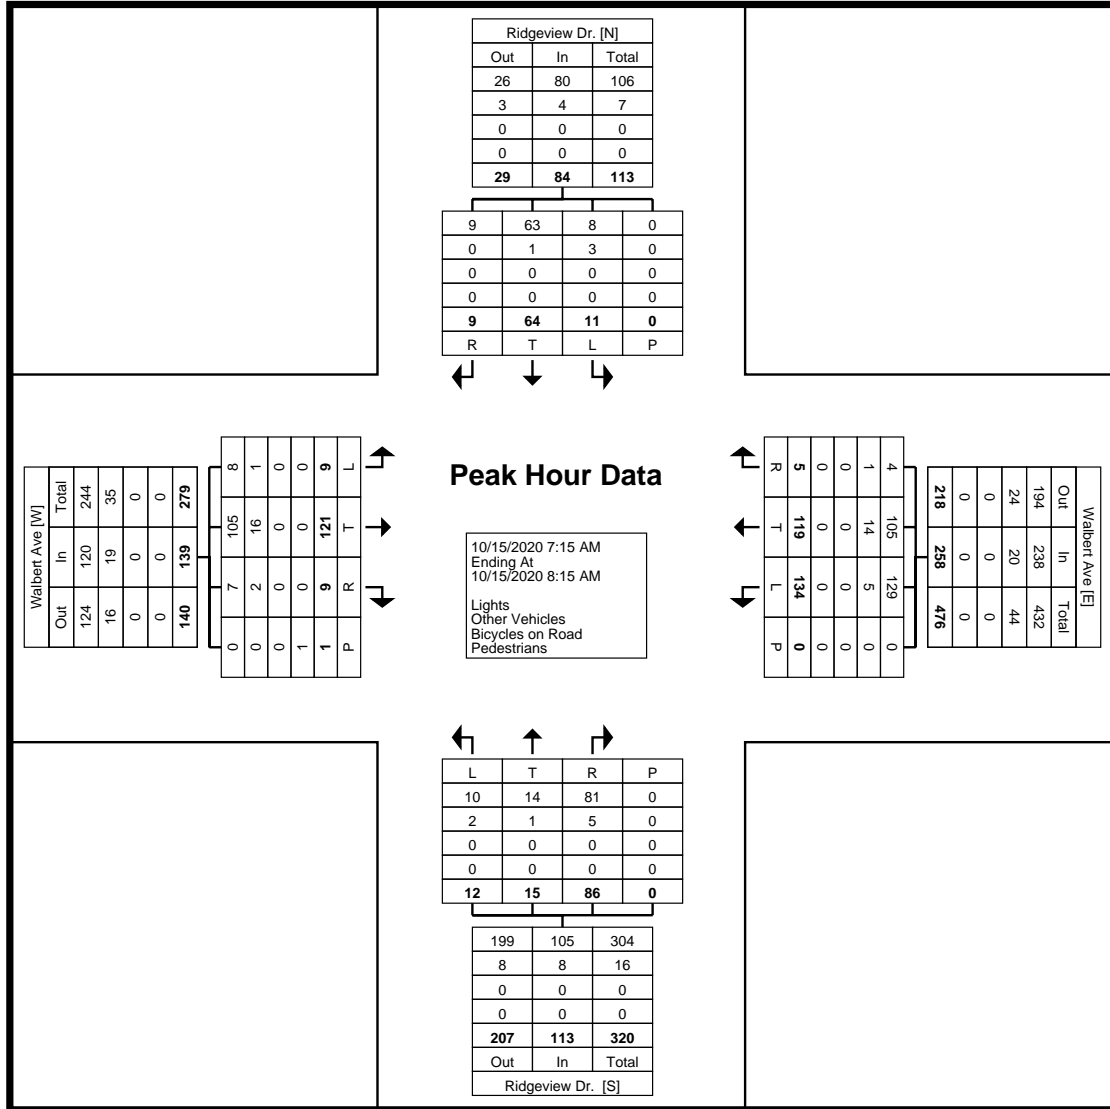 Ridgeview Dr. [N]
Out In Total
26 80 106
3 4 7
0 0 0
0 0 0
29 84 113
9 63 8 0
0 1 3 0
0 0 0 0
0 0 0 0
9 64 11 0
R T L P
Walbert Ave [W]
Total 244 35 0 0 279
In 120 19 0 0 139
Out 124 16 0 0 140
8 1 0 0 9 L
105 16 0 0 121 T
7 2 0 0 9 R
0 0 0 1 1 P
Peak Hour Data
10/15/2020 7:15 AM
Ending At
10/15/2020 8:15 AM
Lights
Other Vehicles
Bicycles on Road
Pedestrians
R 5 0 0 1 4
T 119 0 0 14 105
L 134 0 0 5 129
P 0 0 0 0 0
Walbert Ave [E]
Out In Total
194 238 432
24 20 44
0 0 0
0 0 0
218 258 476
L T R P
10 14 81 0
2 1 5 0
0 0 0 0
0 0 0 0
12 15 86 0
199 105 304
8 8 16
0 0 0
0 0 0
207 113 320
Out In Total
Ridgeview Dr. [S]